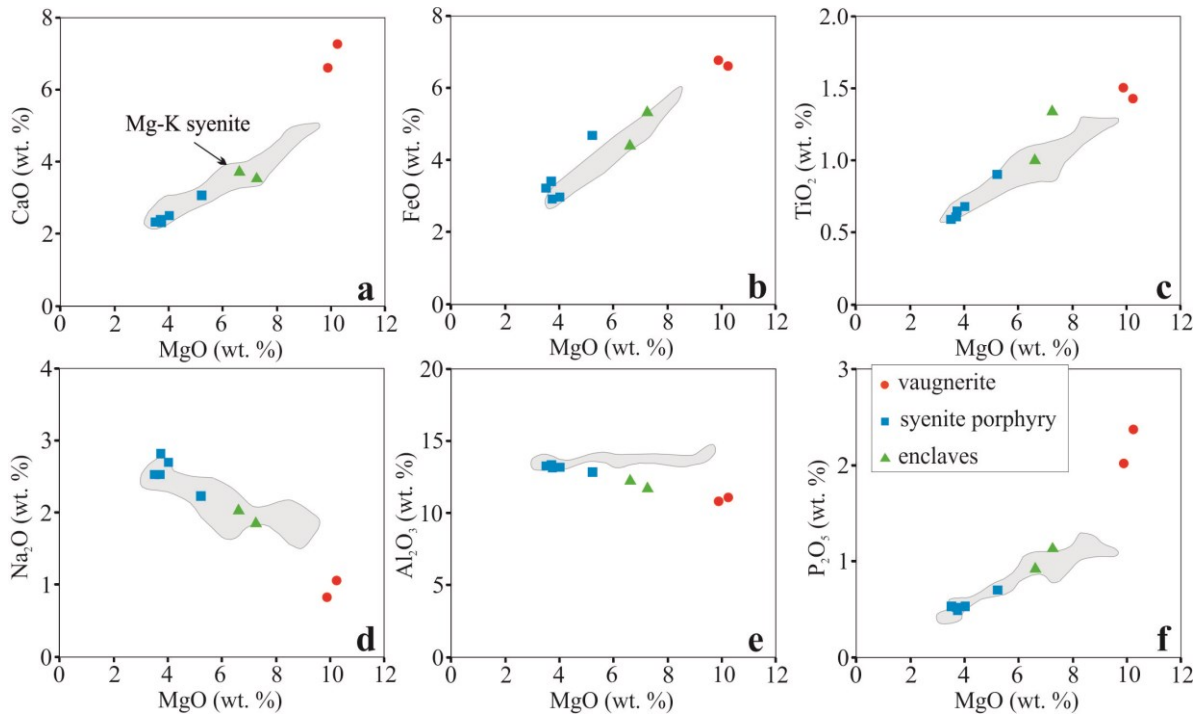 8
6
4
2
0
CaO (wt. %)
Mg-K syenite
a
0 2 4 6 8 10 12
MgO (wt. %)
8
6
4
2
0
FeO (wt. %)
b
0 2 4 6 8 10 12
MgO (wt. %)
2.0
1.5
1.0
0.5
0
TiO₂ (wt. %)
c
0 2 4 6 8 10 12
MgO (wt. %)
4
3
2
1
0
Na₂O (wt. %)
d
0 2 4 6 8 10 12
MgO (wt. %)
20
15
10
5
0
Al₂O₃ (wt. %)
e
0 2 4 6 8 10 12
MgO (wt. %)
3
2
1
0
P₂O₅ (wt. %)
vaugnerite
syenite porphyry
enclaves
f
0 2 4 6 8 10 12
MgO (wt. %)